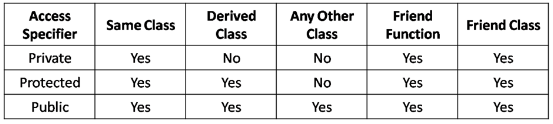 Access Specifier Same Class Derived Class Any Other Class Friend Function Friend Class
Private Yes No No Yes Yes
Protected Yes Yes No Yes Yes
Public Yes Yes Yes Yes Yes